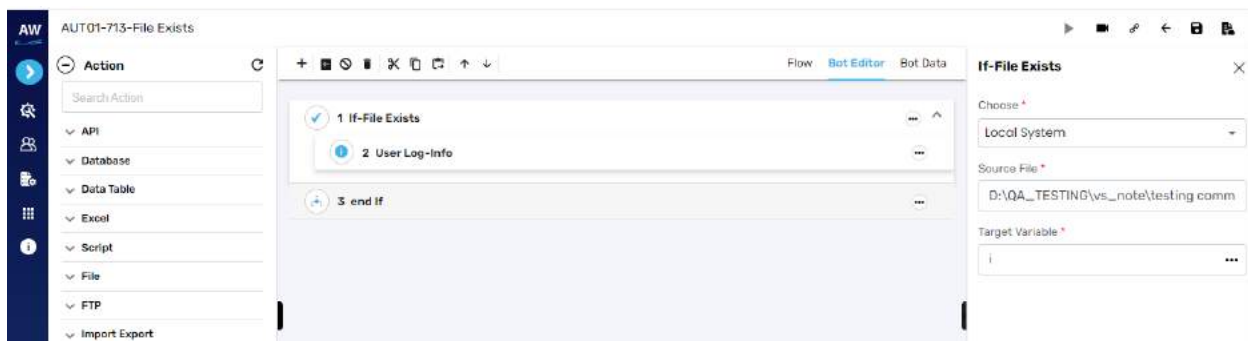 AW
AUT01-713-File Exists
Action
Search Action
API
Database
Data Table
Excel
Script
File
FTP
Import Export
Flow Bot Editor Bot Data
1 If-File Exists
2 User Log-Info
3 end If
If-File Exists
Choose *
Local System
Source File *
D:\QA_TESTING\vs_note\testing comm
Target Variable *
i